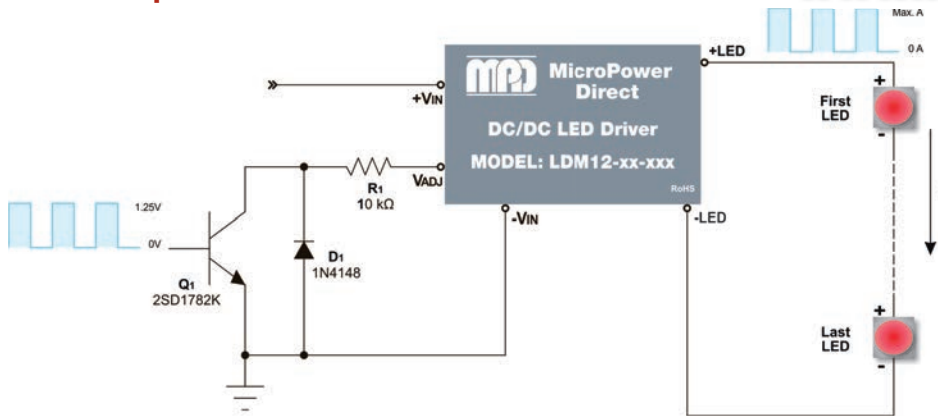 Max. A
0 A
+LED
MPD
MicroPower
Direct
DC/DC LED Driver
MODEL: LDM12-xx-xxx
RoHS
+VIN
VADJ
-VIN
-LED
R1
10 kΩ
1.25V
0V
Q1
2SD1782K
D1
1N4148
+
First
LED
-
+
Last
LED
-